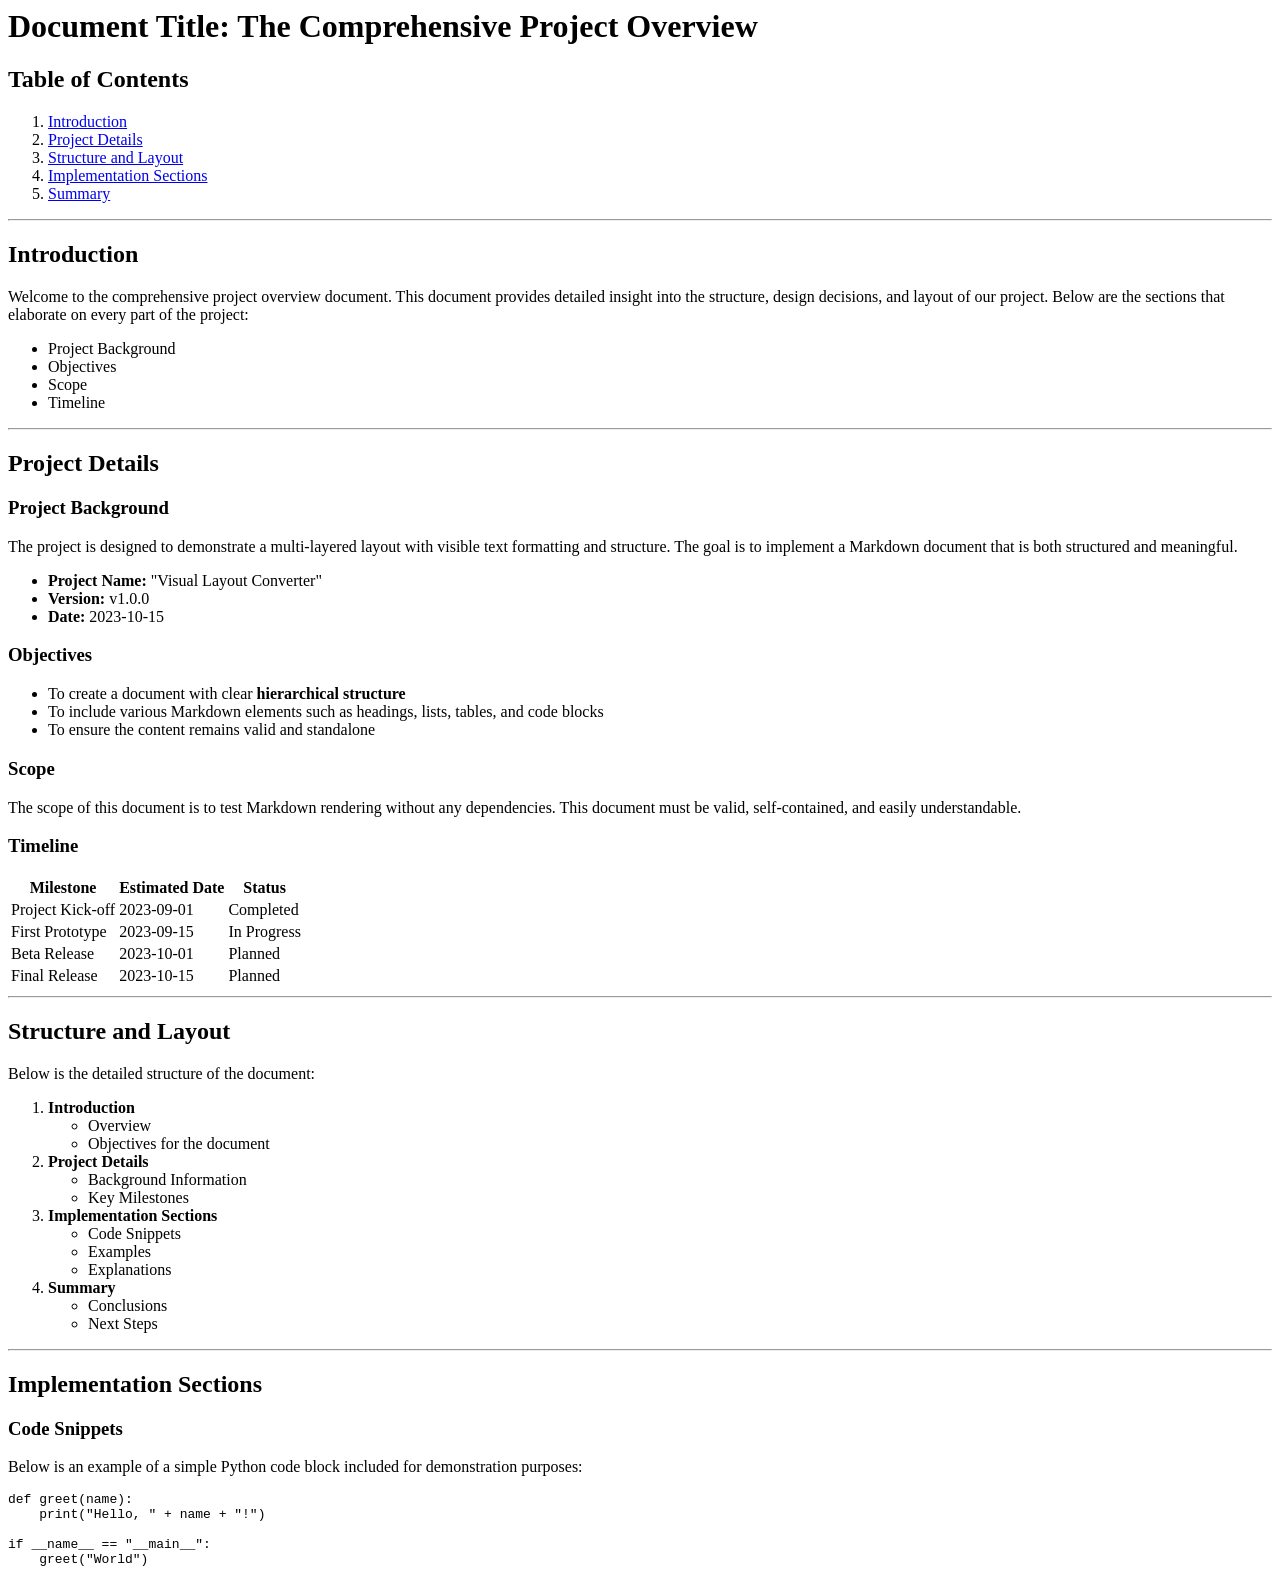 Document Title: The Comprehensive Project Overview
Table of Contents
1. Introduction
2. Project Details
3. Structure and Layout
4. Implementation Sections
5. Summary
Introduction
Welcome to the comprehensive project overview document. This document provides detailed insight into the structure, design decisions, and layout of our project. Below are the sections that
elaborate on every part of the project:
• Project Background
• Objectives
• Scope
• Timeline
Project Details
Project Background
The project is designed to demonstrate a multi-layered layout with visible text formatting and structure. The goal is to implement a Markdown document that is both structured and meaningful.
• Project Name: "Visual Layout Converter"
• Version: v1.0.0
• Date: 2023-10-15
Objectives
• To create a document with clear hierarchical structure
• To include various Markdown elements such as headings, lists, tables, and code blocks
• To ensure the content remains valid and standalone
Scope
The scope of this document is to test Markdown rendering without any dependencies. This document must be valid, self-contained, and easily understandable.
Timeline
Milestone Estimated Date Status
Project Kick-off 2023-09-01 Completed
First Prototype 2023-09-15 In Progress
Beta Release 2023-10-01 Planned
Final Release 2023-10-15 Planned
Structure and Layout
Below is the detailed structure of the document:
1. Introduction
◦ Overview
◦ Objectives for the document
2. Project Details
◦ Background Information
◦ Key Milestones
3. Implementation Sections
◦ Code Snippets
◦ Examples
◦ Explanations
4. Summary
◦ Conclusions
◦ Next Steps
Implementation Sections
Code Snippets
Below is an example of a simple Python code block included for demonstration purposes:
def greet(name):
    print("Hello, " + name + "!")
if __name__ == "__main__":
    greet("World")